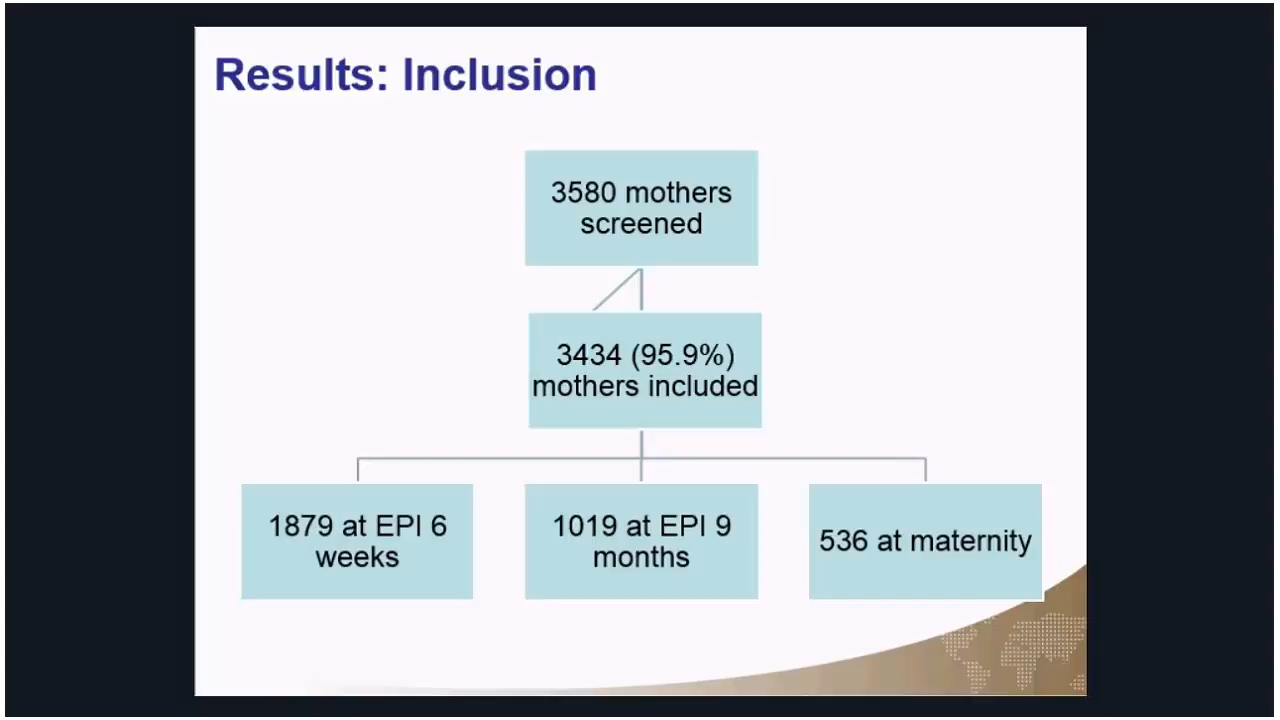 Results: Inclusion
3580 mothers
screened
3434 (95.9%)
mothers included
1879 at EPI 6
weeks
1019 at EPI 9
months
536 at maternity